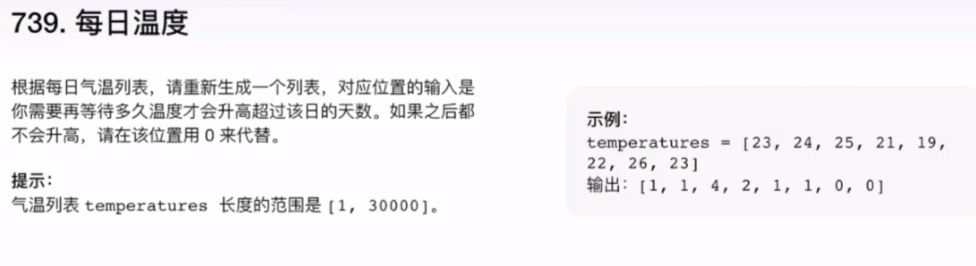 739. 每日温度
根据每日气温列表，请重新生成一个列表，对应位置的输入是
你需要再等待多久温度才会升高超过该日的天数。如果之后都
不会升高，请在该位置用 0 来代替。
提示：
气温列表 temperatures 长度的范围是 [1, 30000]。
示例：
temperatures = [23, 24, 25, 21, 19,
22, 26, 23]
输出：[1, 1, 4, 2, 1, 1, 0, 0]